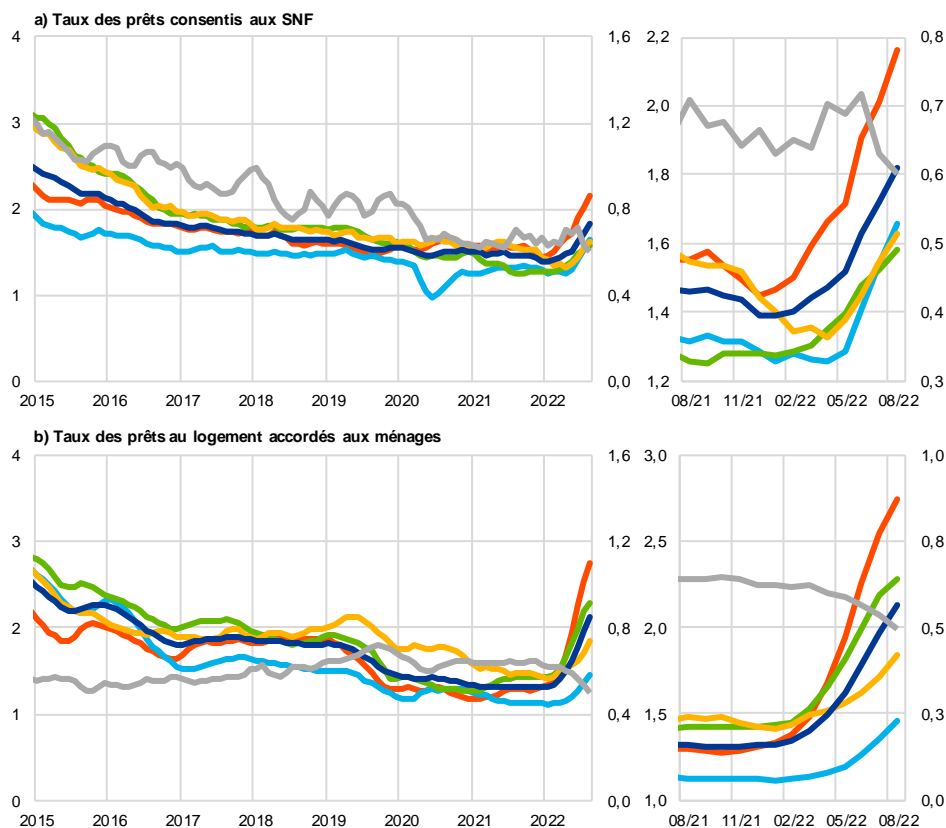 a) Taux des prêts consentis aux SNF
4 1,6 2,2 0,8
3 1,2 2,0 0,7
1,8 0,6
2 0,8
1,6 0,5
1 0,4 1,4 0,4
0 0,0 1,2 0,3
2015 2016 2017 2018 2019 2020 2021 2022 08/21 11/21 02/22 05/22 08/22
b) Taux des prêts au logement accordés aux ménages
4 1,6 3,0 1,0
3 1,2 2,5 0,8
2 0,8 2,0 0,5
1 0,4 1,5 0,3
0 0,0 1,0 0,0
2015 2016 2017 2018 2019 2020 2021 2022 08/21 11/21 02/22 05/22 08/22